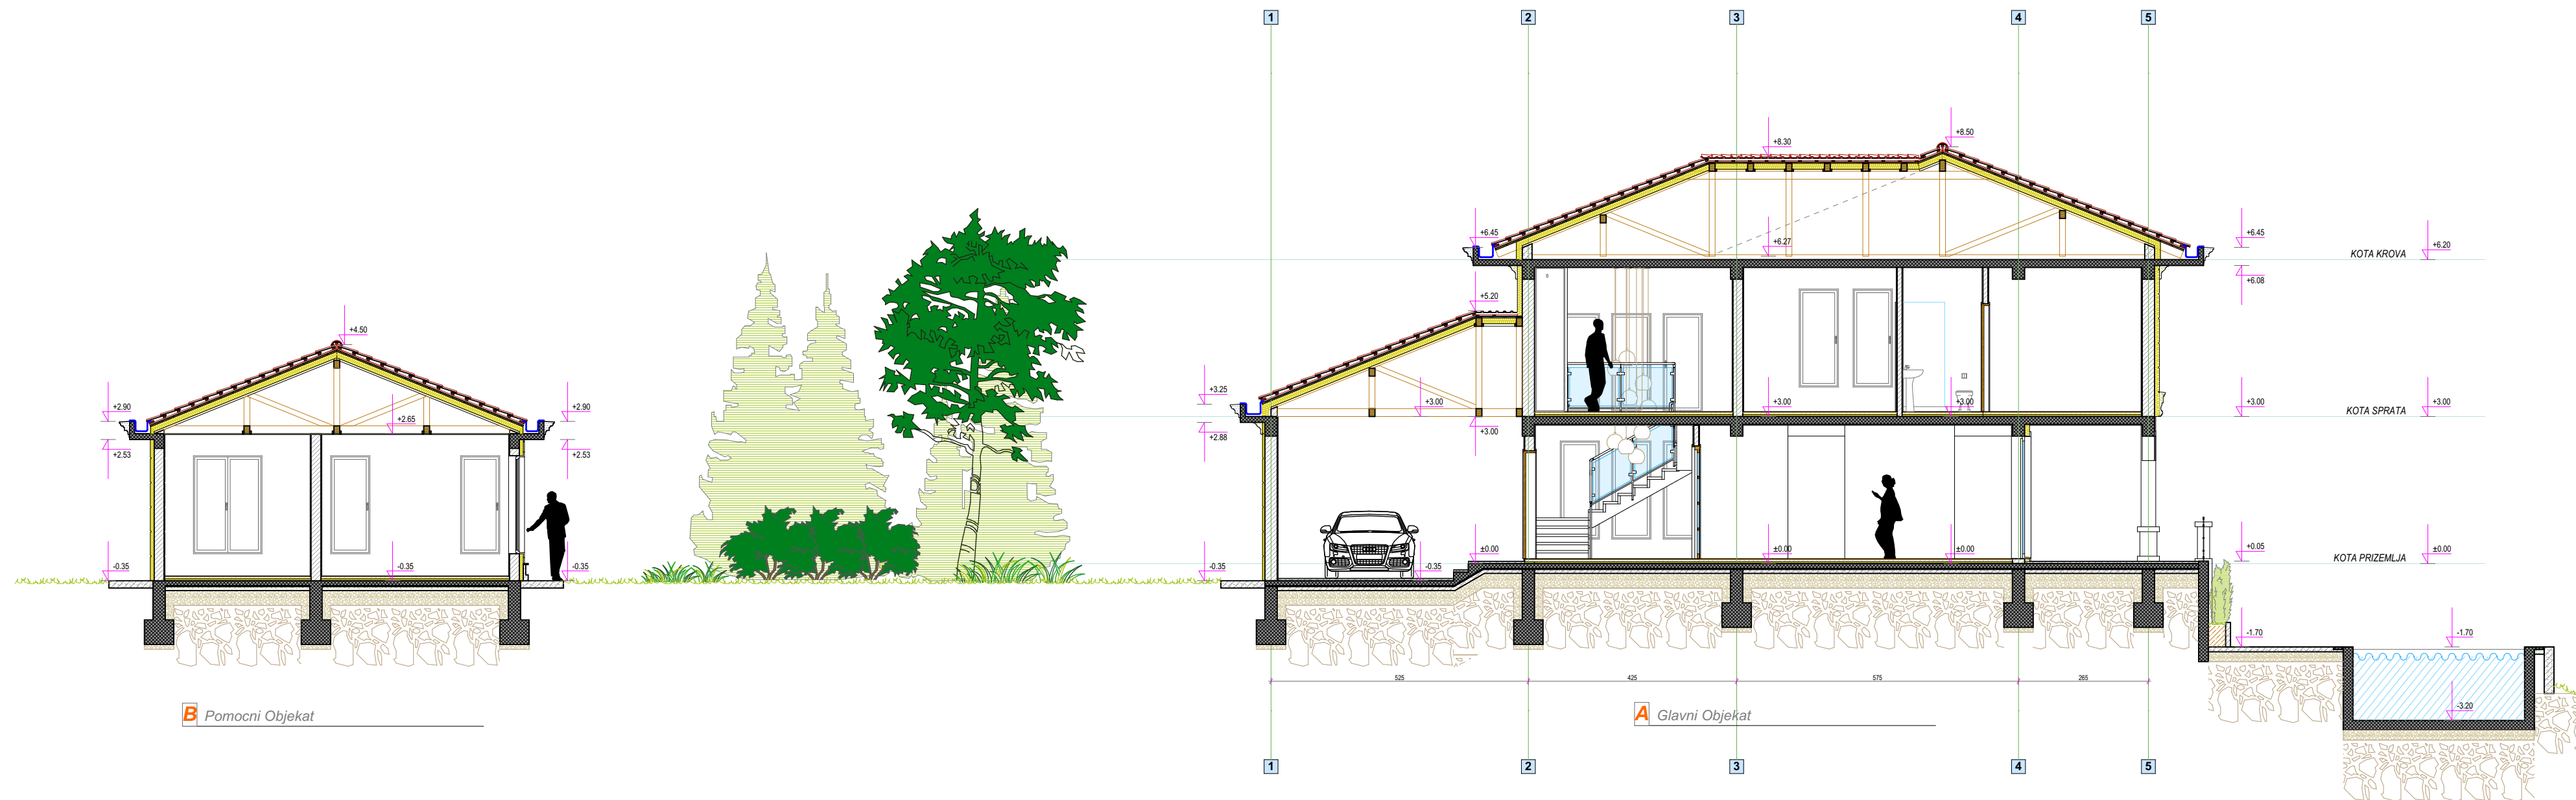 1 2 3 4 5
+8.50
+8.30
+6.45 +6.27 +6.45 KOTA KROVA +6.20
+6.08
+5.20
+4.50
+3.25
+2.90 +2.65 +2.90 +3.00 +3.00 +3.00 +3.00 KOTA SPRATA +3.00
+2.88 +3.00
+2.53 +2.53
±0.00 ±0.00 ±0.00 +0.05 KOTA PRIZEMLJA ±0.00
-0.35 -0.35 -0.35 -0.35 -0.35
-1.70 -1.70
525 425 575 265
-3.20
B Pomocni Objekat
A Glavni Objekat
1 2 3 4 5